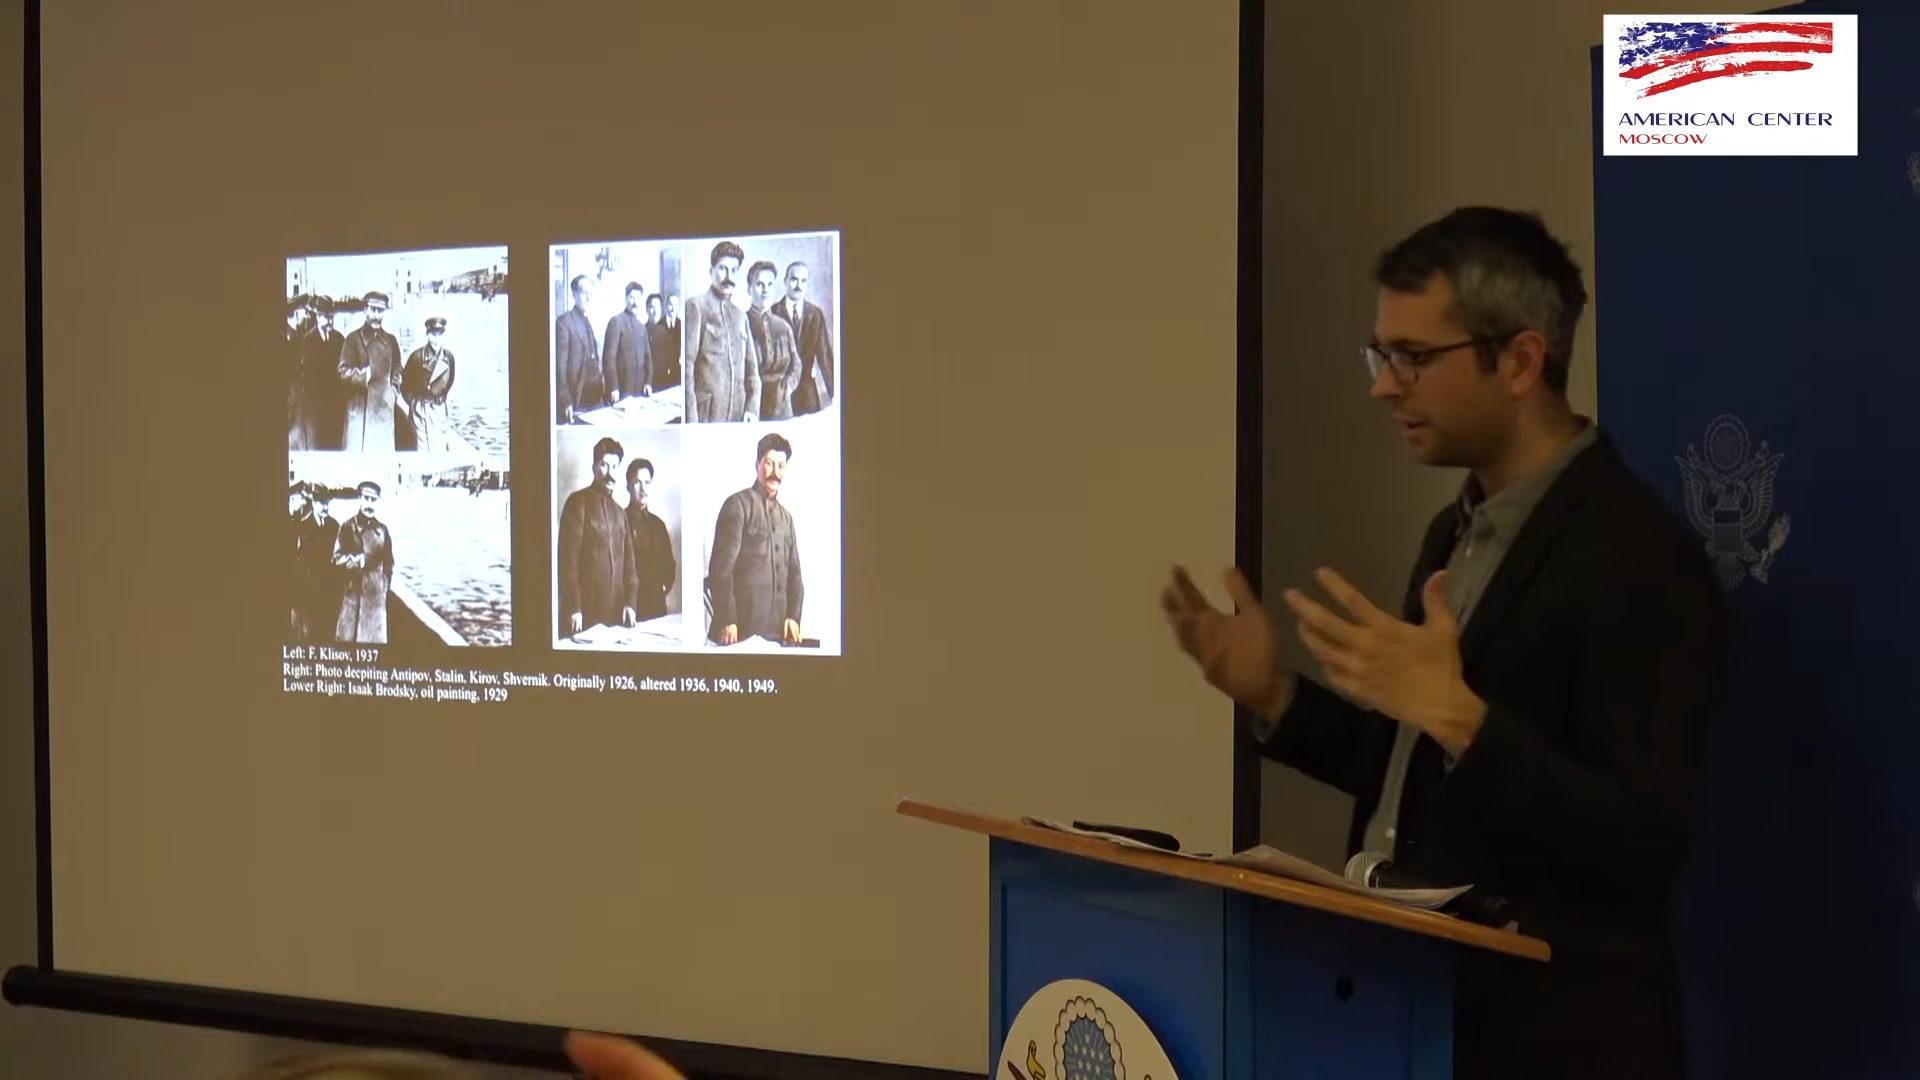 AMERICAN CENTER
MOSCOW
Left: F. Klisov, 1937
Right: Photo decpiting Antipov, Stalin, Kirov, Shvernik. Originally 1926, altered 1936, 1940, 1949.
Lower Right: Isaak Brodsky, oil painting, 1929